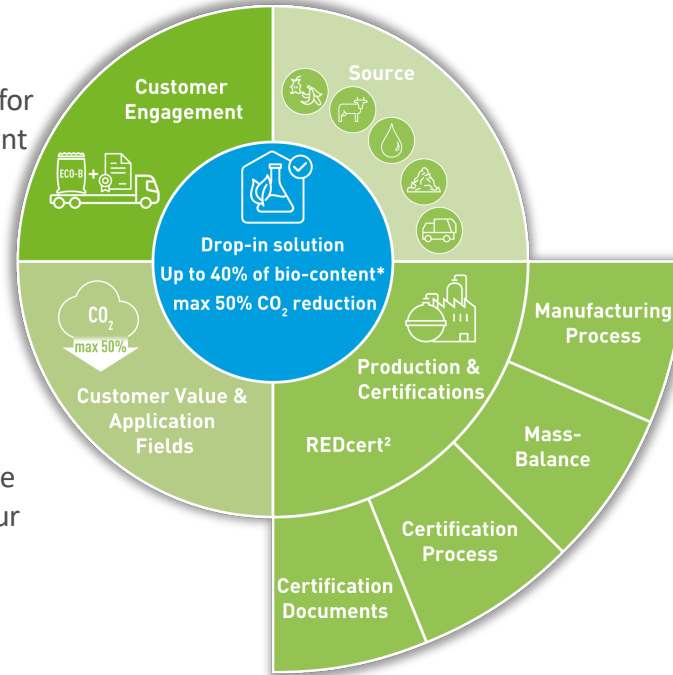 for
nt
Customer
Engagement
ECO-B
+
Source
Drop-in solution
Up to 40% of bio-content*
max 50% CO₂ reduction
CO₂
max 50%
Customer Value &
Application
Fields
Production &
Certifications
REDcert²
Manufacturing
Process
Mass-
Balance
Certification
Process
Certification
Documents
e
ur